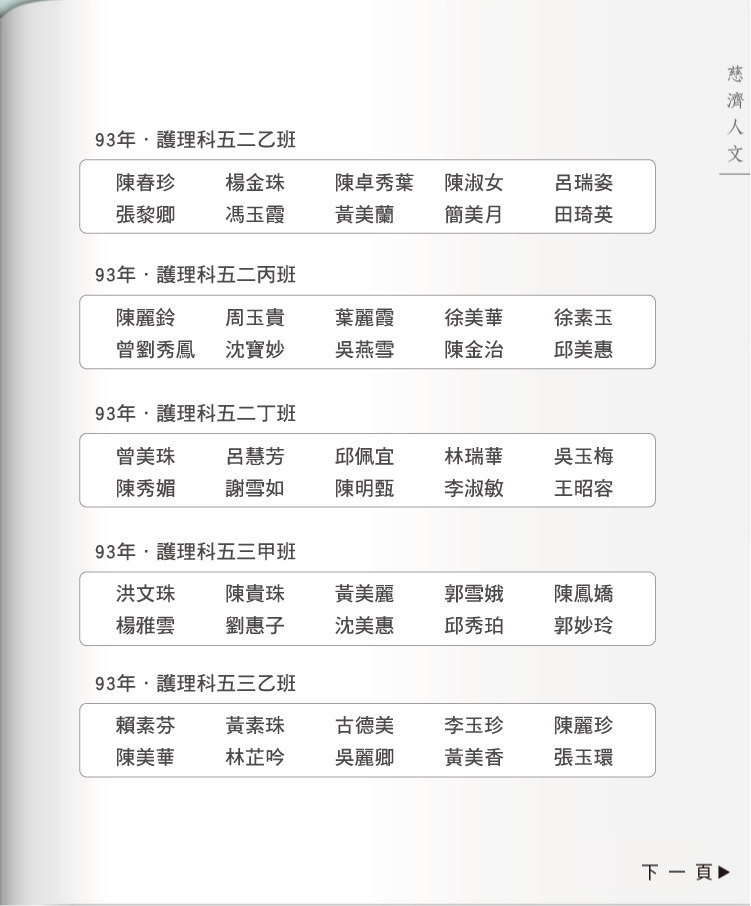 慈濟人文
93年．護理科五二乙班
陳春珍 楊金珠 陳卓秀葉 陳淑女 呂瑞姿
張黎卿 馮玉霞 黃美蘭 簡美月 田琦英
93年．護理科五二丙班
陳麗鈴 周玉貴 葉麗霞 徐美華 徐素玉
曾劉秀鳳 沈寶妙 吳燕雪 陳金治 邱美惠
93年．護理科五二丁班
曾美珠 呂慧芳 邱佩宜 林瑞華 吳玉梅
陳秀媚 謝雪如 陳明甄 李淑敏 王昭容
93年．護理科五三甲班
洪文珠 陳貴珠 黃美麗 郭雪娥 陳鳳嬌
楊雅雲 劉惠子 沈美惠 邱秀珀 郭妙玲
93年．護理科五三乙班
賴素芬 黃素珠 古德美 李玉珍 陳麗珍
陳美華 林芷吟 吳麗卿 黃美香 張玉環
下一頁▶